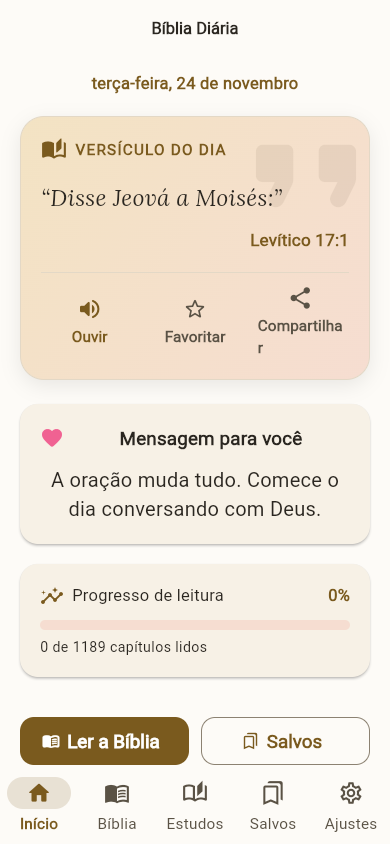 Bíblia Diária
terça-feira, 24 de novembro
VERSÍCULO DO DIA
“Disse Jeová a Moisés:”
Levítico 17:1
Ouvir
Favoritar
Compartilha
r
Mensagem para você
A oração muda tudo. Comece o
dia conversando com Deus.
Progresso de leitura 0%
0 de 1189 capítulos lidos
Ler a Bíblia
Salvos
Início
Bíblia
Estudos
Salvos
Ajustes